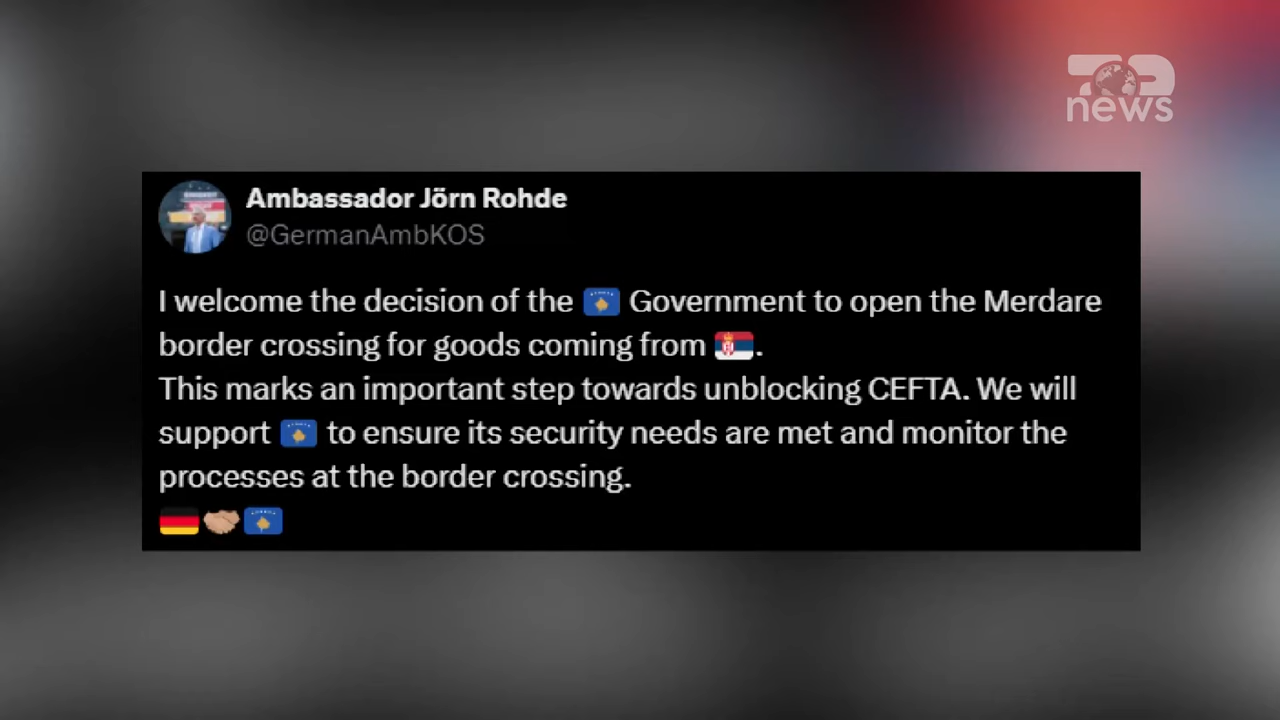 TOP
news
Ambassador Jörn Rohde
@GermanAmbKOS
I welcome the decision of the 🇽🇰 Government to open the Merdare
border crossing for goods coming from 🇷🇸.
This marks an important step towards unblocking CEFTA. We will
support 🇽🇰 to ensure its security needs are met and monitor the
processes at the border crossing.
🇩🇪🤝🏼🇽🇰